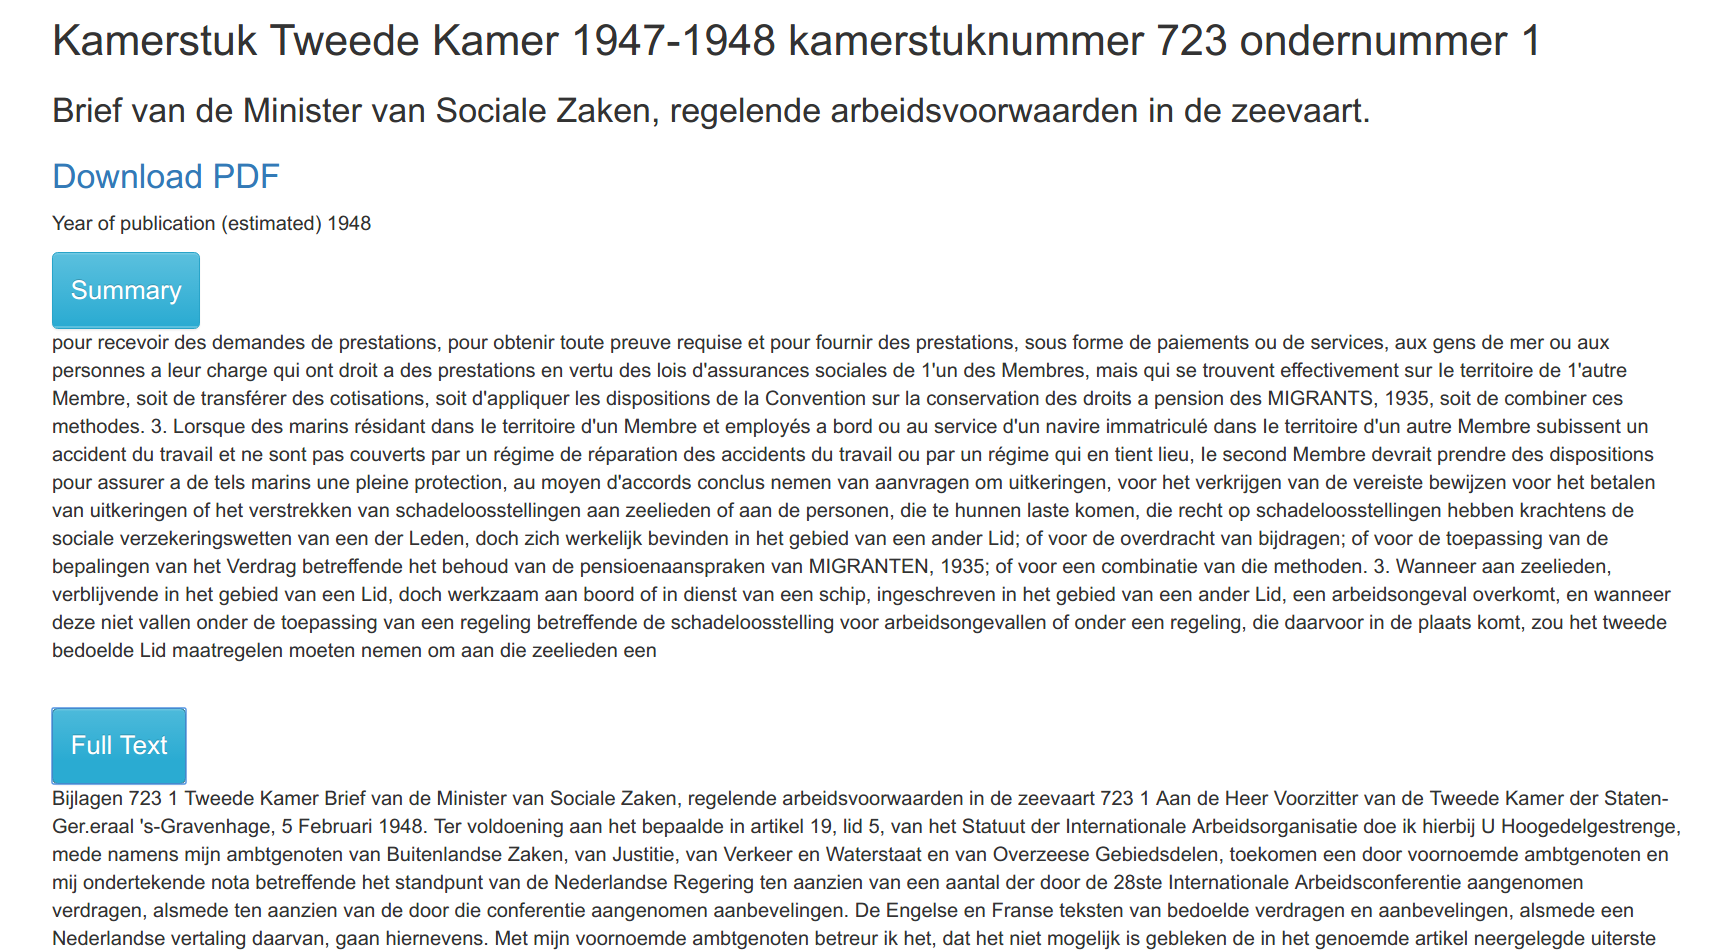 Kamerstuk Tweede Kamer 1947-1948 kamerstuknummer 723 ondernummer 1
Brief van de Minister van Sociale Zaken, regelende arbeidsvoorwaarden in de zeevaart.
Download PDF
Year of publication (estimated) 1948
Summary
pour recevoir des demandes de prestations, pour obtenir toute preuve requise et pour fournir des prestations, sous forme de paiements ou de services, aux gens de mer ou aux
personnes a leur charge qui ont droit a des prestations en vertu des lois d'assurances sociales de 1'un des Membres, mais qui se trouvent effectivement sur Ie territoire de 1'autre
Membre, soit de transférer des cotisations, soit d'appliquer les dispositions de la Convention sur la conservation des droits a pension des MIGRANTS, 1935, soit de combiner ces
methodes. 3. Lorsque des marins résidant dans Ie territoire d'un Membre et employés a bord ou au service d'un navire immatriculé dans Ie territoire d'un autre Membre subissent un
accident du travail et ne sont pas couverts par un régime de réparation des accidents du travail ou par un régime qui en tient lieu, Ie second Membre devrait prendre des dispositions
pour assurer a de tels marins une pleine protection, au moyen d'accords conclus nemen van aanvragen om uitkeringen, voor het verkrijgen van de vereiste bewijzen voor het betalen
van uitkeringen of het verstrekken van schadeloosstellingen aan zeelieden of aan de personen, die te hunnen laste komen, die recht op schadeloosstellingen hebben krachtens de
sociale verzekeringswetten van een der Leden, doch zich werkelijk bevinden in het gebied van een ander Lid; of voor de overdracht van bijdragen; of voor de toepassing van de
bepalingen van het Verdrag betreffende het behoud van de pensioenaanspraken van MIGRANTEN, 1935; of voor een combinatie van die methoden. 3. Wanneer aan zeelieden,
verblijvende in het gebied van een Lid, doch werkzaam aan boord of in dienst van een schip, ingeschreven in het gebied van een ander Lid, een arbeidsongeval overkomt, en wanneer
deze niet vallen onder de toepassing van een regeling betreffende de schadeloosstelling voor arbeidsongevallen of onder een regeling, die daarvoor in de plaats komt, zou het tweede
bedoelde Lid maatregelen moeten nemen om aan die zeelieden een
Full Text
Bijlagen 723 1 Tweede Kamer Brief van de Minister van Sociale Zaken, regelende arbeidsvoorwaarden in de zeevaart 723 1 Aan de Heer Voorzitter van de Tweede Kamer der Staten-
Ger.eraal 's-Gravenhage, 5 Februari 1948. Ter voldoening aan het bepaalde in artikel 19, lid 5, van het Statuut der Internationale Arbeidsorganisatie doe ik hierbij U Hoogedelgestrenge,
mede namens mijn ambtgenoten van Buitenlandse Zaken, van Justitie, van Verkeer en Waterstaat en van Overzeese Gebiedsdelen, toekomen een door voornoemde ambtgenoten en
mij ondertekende nota betreffende het standpunt van de Nederlandse Regering ten aanzien van een aantal der door de 28ste Internationale Arbeidsconferentie aangenomen
verdragen, alsmede ten aanzien van de door die conferentie aangenomen aanbevelingen. De Engelse en Franse teksten van bedoelde verdragen en aanbevelingen, alsmede een
Nederlandse vertaling daarvan, gaan hiernevens. Met mijn voornoemde ambtgenoten betreur ik het, dat het niet mogelijk is gebleken de in het genoemde artikel neergelegde uiterste